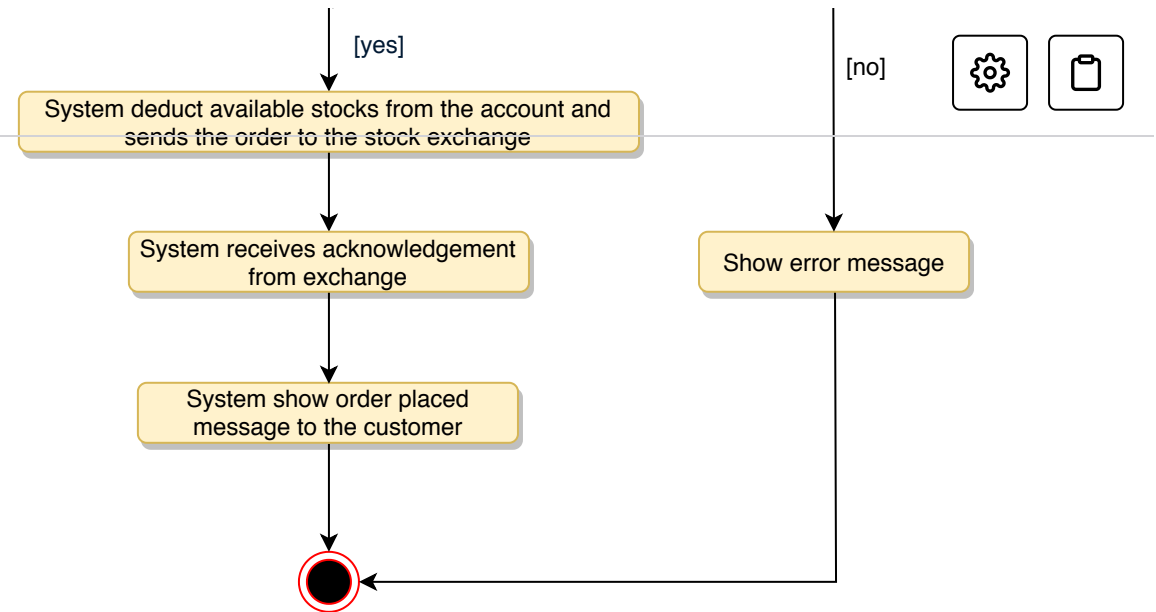 [yes]
[no]
System deduct available stocks from the account and
sends the order to the stock exchange
System receives acknowledgement
from exchange
Show error message
System show order placed
message to the customer